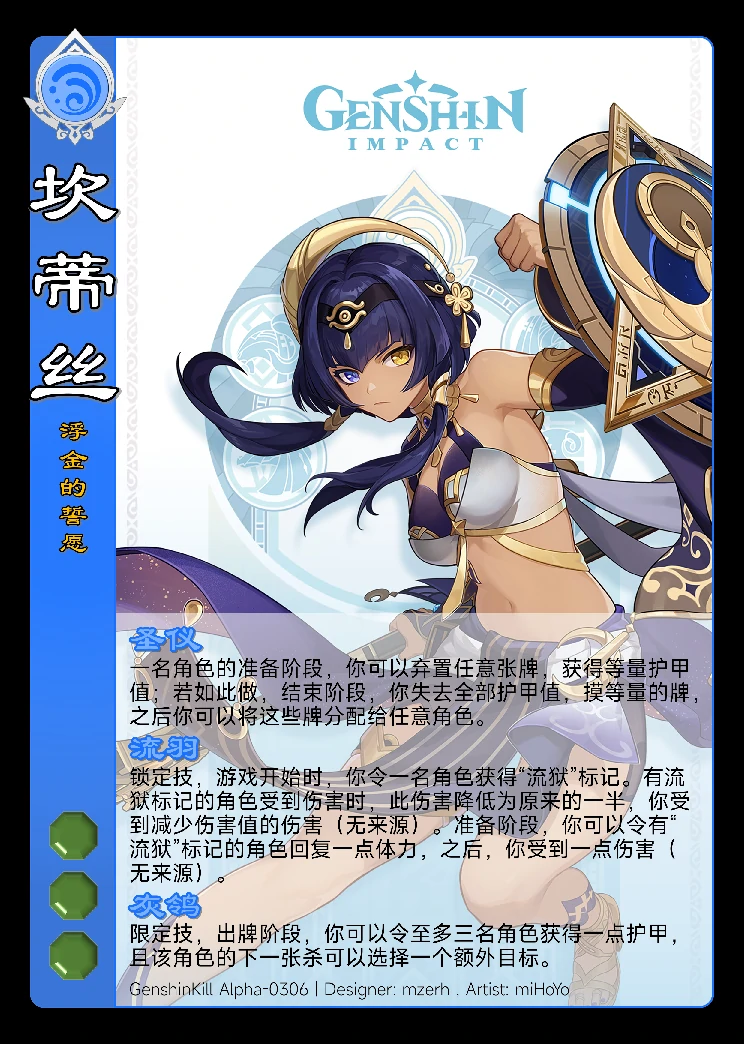 GENSHIN
IMPACT
坎蒂丝
浮金的誓愿
圣仪
一名角色的准备阶段，你可以弃置任意张牌，获得等量护甲
值；若如此做，结束阶段，你失去全部护甲值，摸等量的牌，
之后你可以将这些牌分配给任意角色。
流羽
锁定技，游戏开始时，你令一名角色获得“流狱”标记。有流
狱标记的角色受到伤害时，此伤害降低为原来的一半，你受
到减少伤害值的伤害（无来源）。准备阶段，你可以令有“
流狱”标记的角色回复一点体力，之后，你受到一点伤害（
无来源）。
灰鸰
限定技，出牌阶段，你可以令至多三名角色获得一点护甲，
且该角色的下一张杀可以选择一个额外目标。
GenshinKill Alpha-0306 | Designer: mzerh . Artist: miHoYo